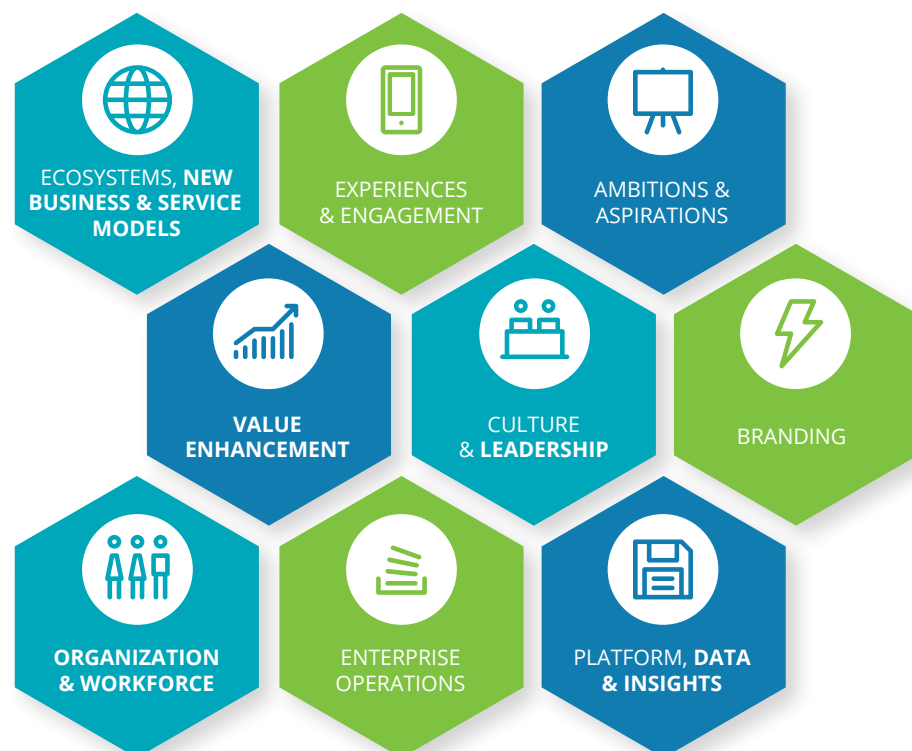 ECOSYSTEMS, NEW
BUSINESS & SERVICE
MODELS
EXPERIENCES
& ENGAGEMENT
AMBITIONS &
ASPIRATIONS
VALUE
ENHANCEMENT
CULTURE
& LEADERSHIP
BRANDING
ORGANIZATION
& WORKFORCE
ENTERPRISE
OPERATIONS
PLATFORM, DATA
& INSIGHTS